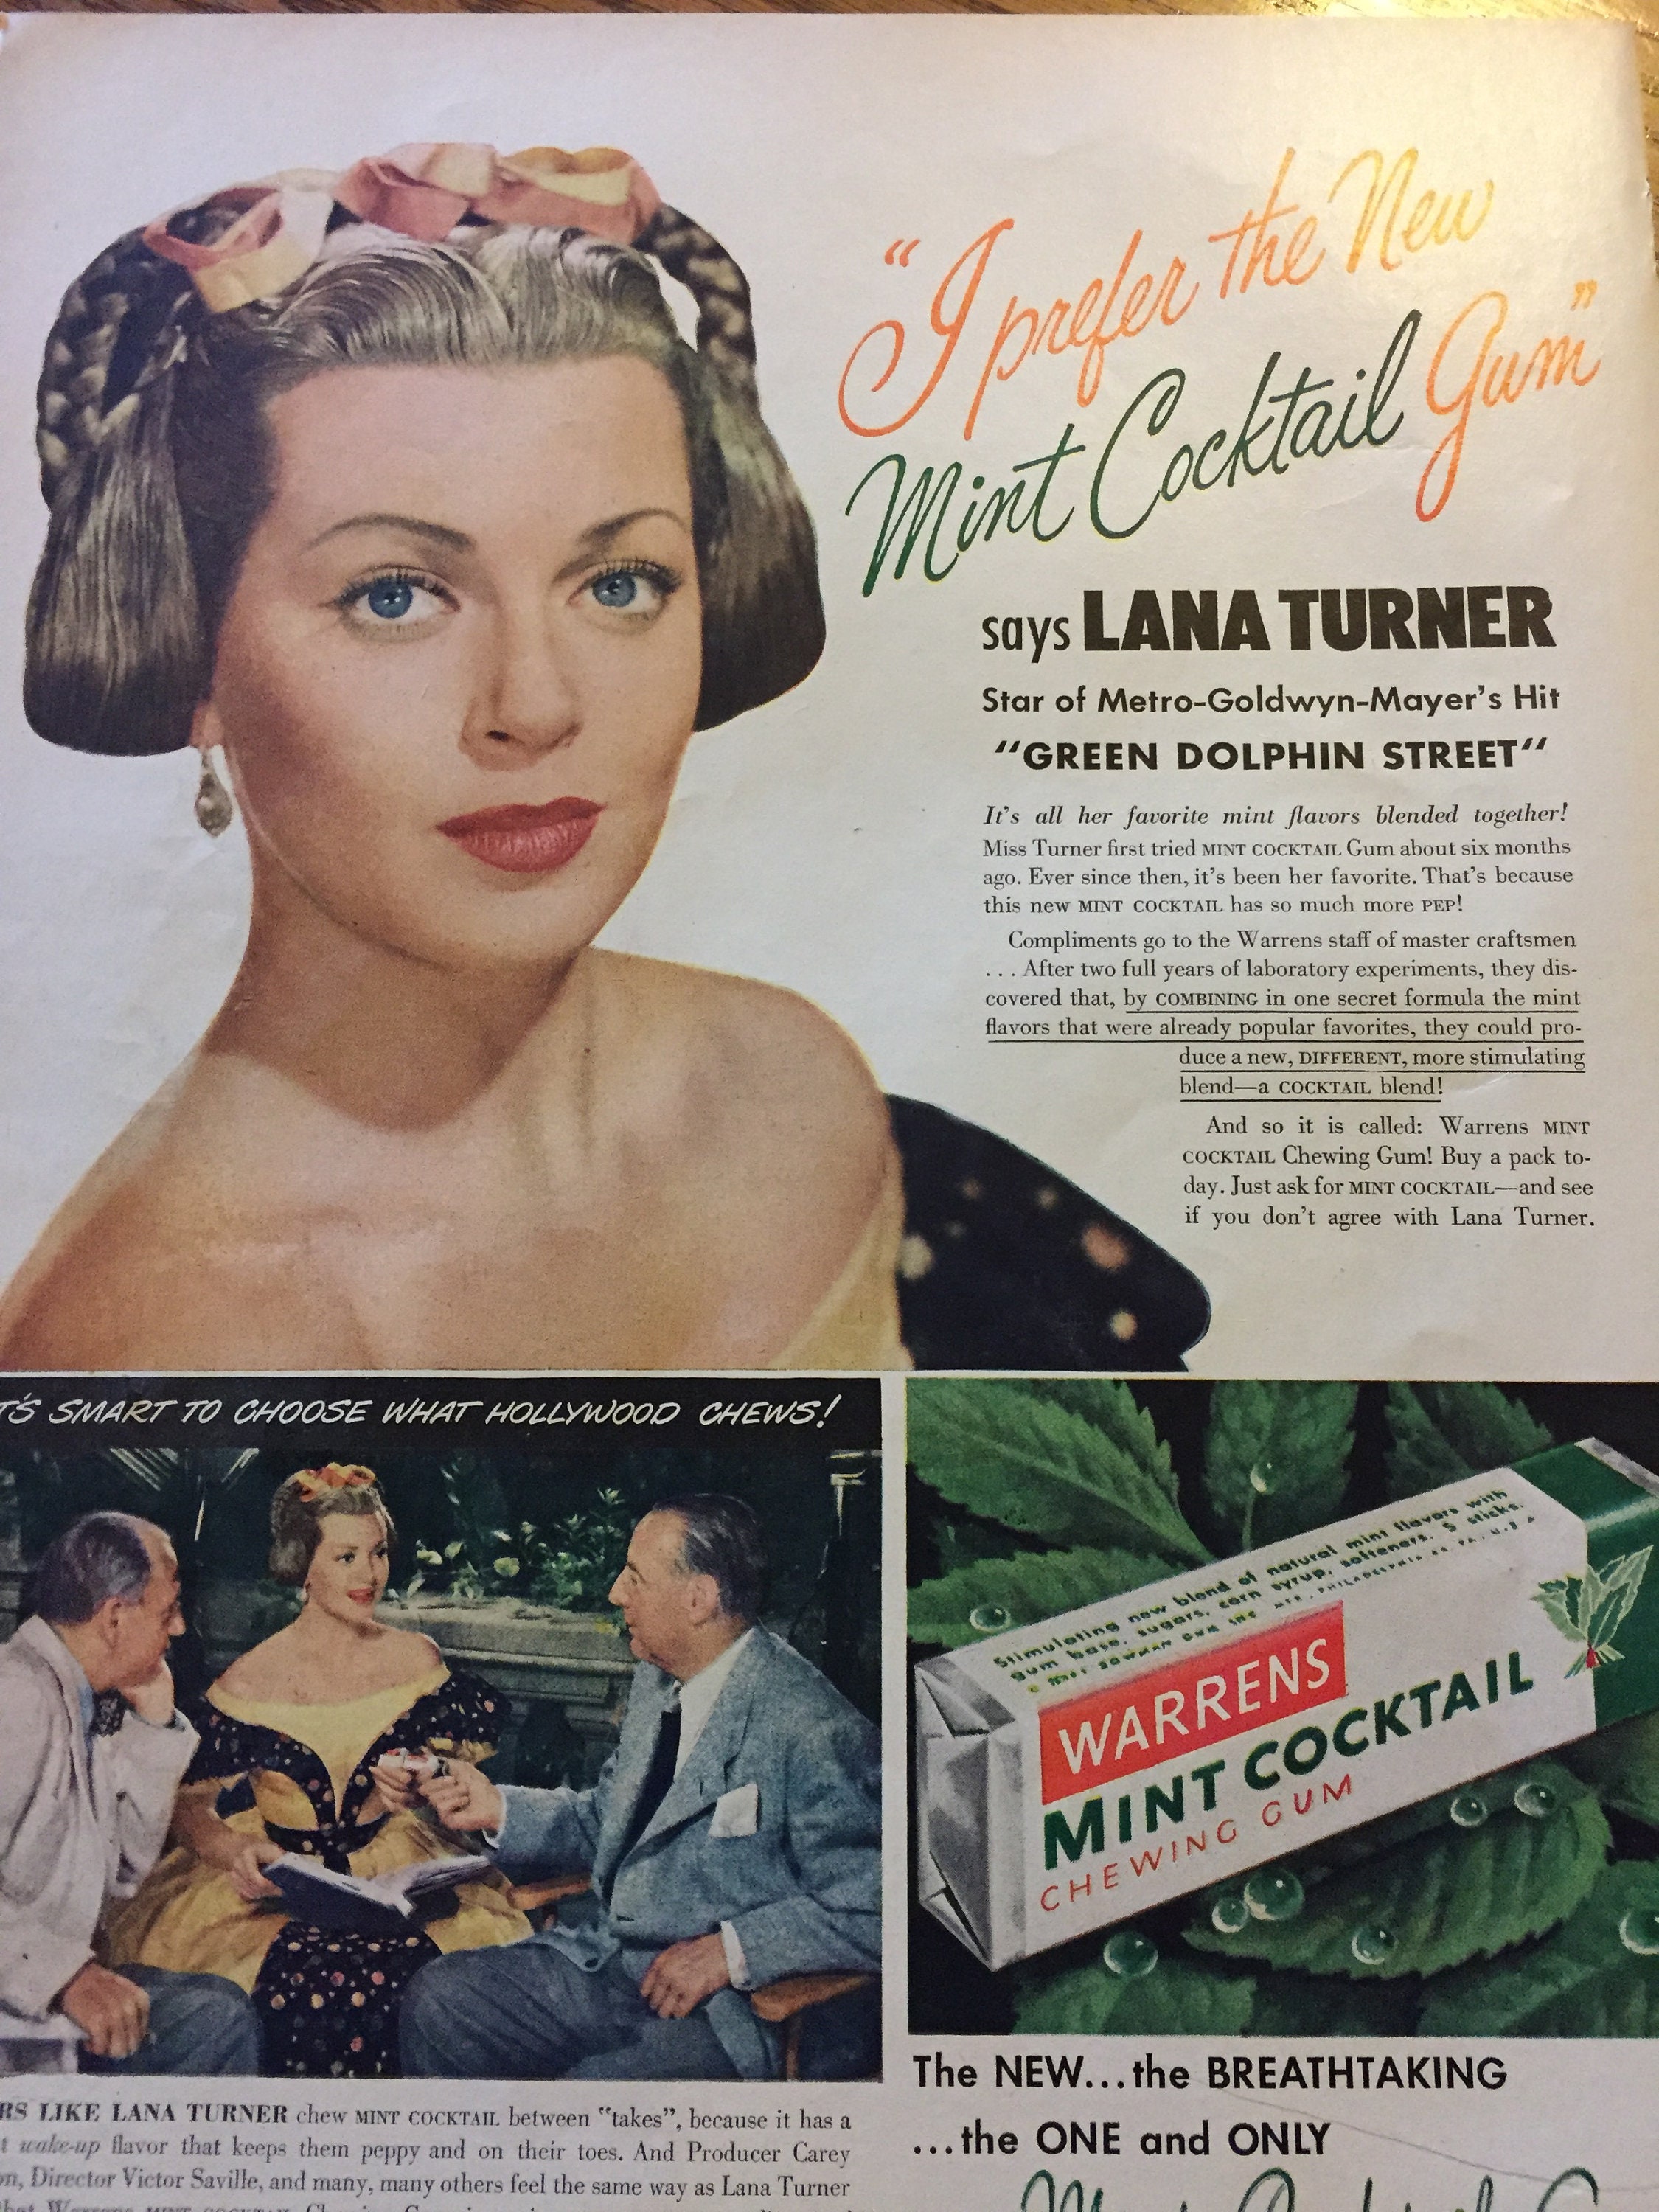 “I prefer the New
Mint Cocktail Gum”
says LANA TURNER
Star of Metro-Goldwyn-Mayer's Hit
“GREEN DOLPHIN STREET“
It's all her favorite mint flavors blended together!
Miss Turner first tried MINT COCKTAIL Gum about six months
ago. Ever since then, it's been her favorite. That's because
this new MINT COCKTAIL has so much more PEP!
Compliments go to the Warrens staff of master craftsmen
. . . After two full years of laboratory experiments, they dis-
covered that, by COMBINING in one secret formula the mint
flavors that were already popular favorites, they could pro-
duce a new, DIFFERENT, more stimulating
blend—a COCKTAIL blend!
And so it is called: Warrens MINT
COCKTAIL Chewing Gum! Buy a pack to-
day. Just ask for MINT COCKTAIL—and see
if you don't agree with Lana Turner.
T'S SMART TO CHOOSE WHAT HOLLYWOOD CHEWS!
RS LIKE LANA TURNER chew MINT COCKTAIL between “takes”, because it has a
t wake-up flavor that keeps them peppy and on their toes. And Producer Carey
on, Director Victor Saville, and many, many others feel the same way as Lana Turner
Stimulating new blend of natural mint flavors with
gum base, sugars, corn syrup, softeners. 5 sticks.
BOWMAN GUM INC MFR. PHILADELPHIA 44, PA. U.S.A
WARRENS
MINT COCKTAIL
CHEWING GUM
The NEW...the BREATHTAKING
...the ONE and ONLY